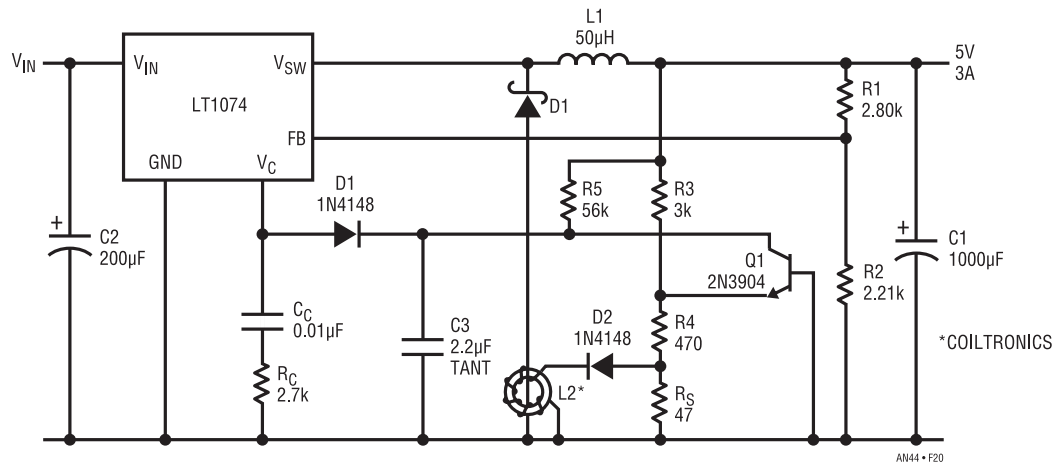 L1
50µH
VIN
VIN
VSW
5V
3A
LT1074
D1
R1
2.80k
FB
GND
VC
D1
1N4148
R5
56k
R3
3k
+
C2
200µF
Q1
2N3904
+
C1
1000µF
R2
2.21k
CC
0.01µF
C3
2.2µF
TANT
D2
1N4148
R4
470
*COILTRONICS
RC
2.7k
L2*
RS
47
AN44 • F20